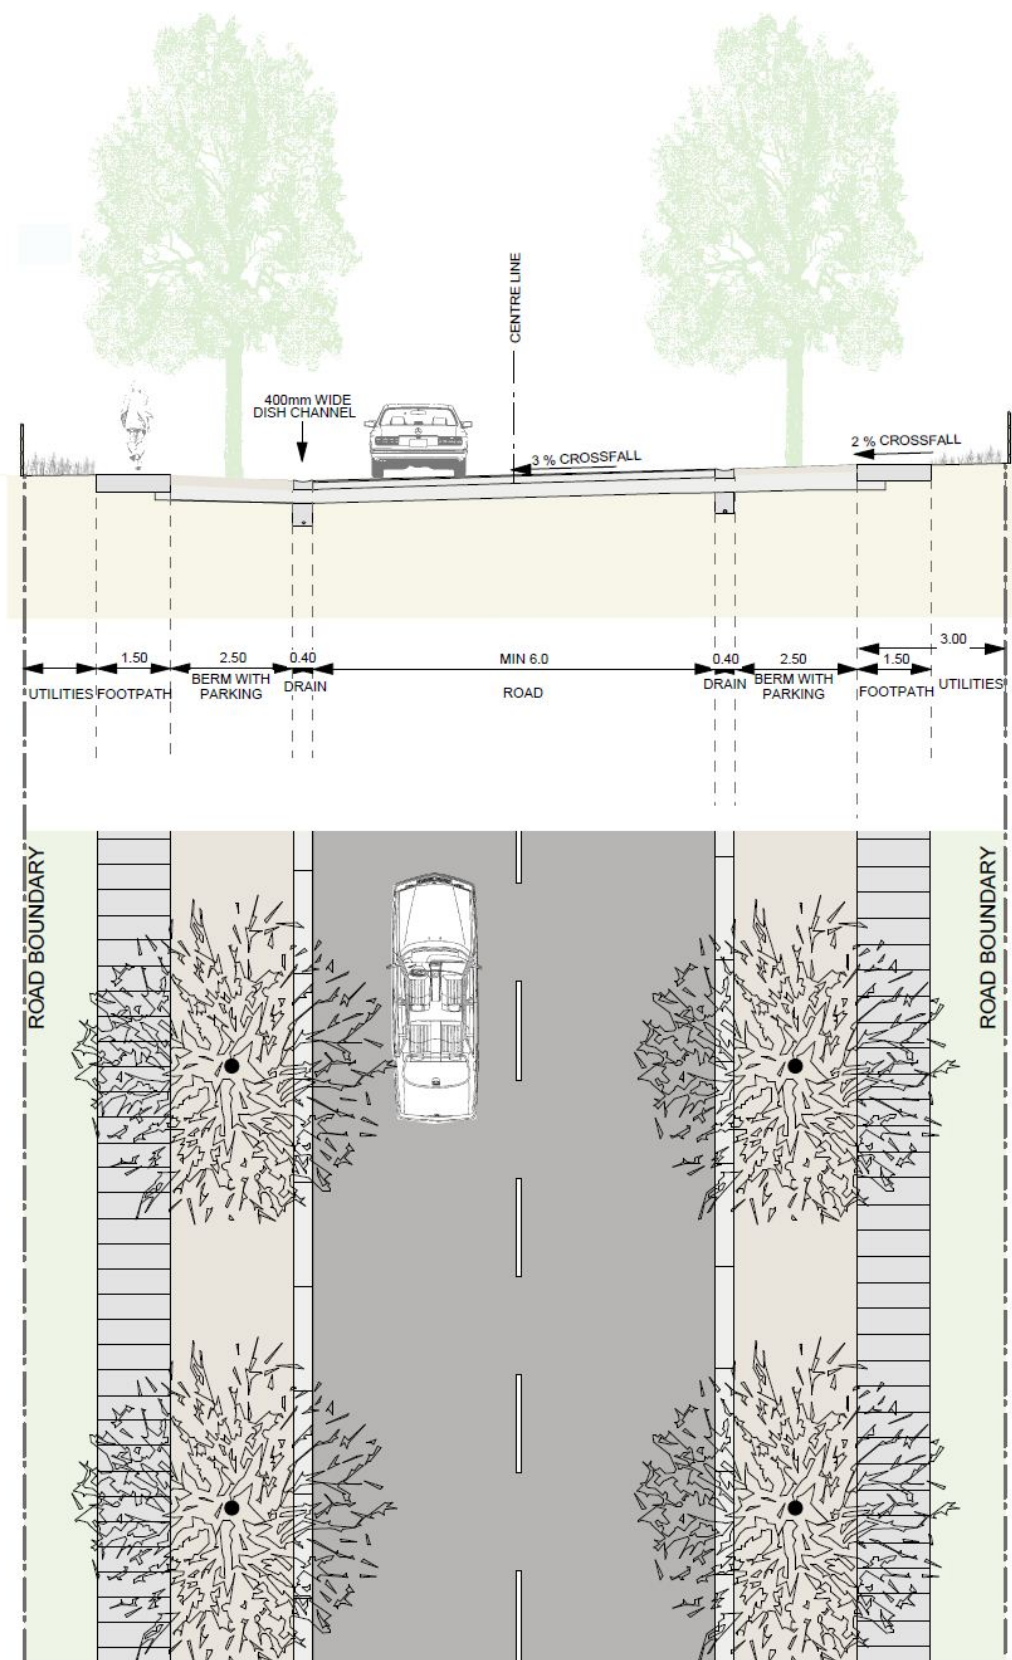 CENTRE LINE
400mm WIDE
DISH CHANNEL
3 % CROSSFALL
2 % CROSSFALL
3.00
1.50
2.50
0.40
MIN 6.0
0.40
2.50
1.50
UTILITIES
FOOTPATH
BERM WITH
PARKING
DRAIN
ROAD
DRAIN
BERM WITH
PARKING
FOOTPATH
UTILITIES
ROAD BOUNDARY
ROAD BOUNDARY